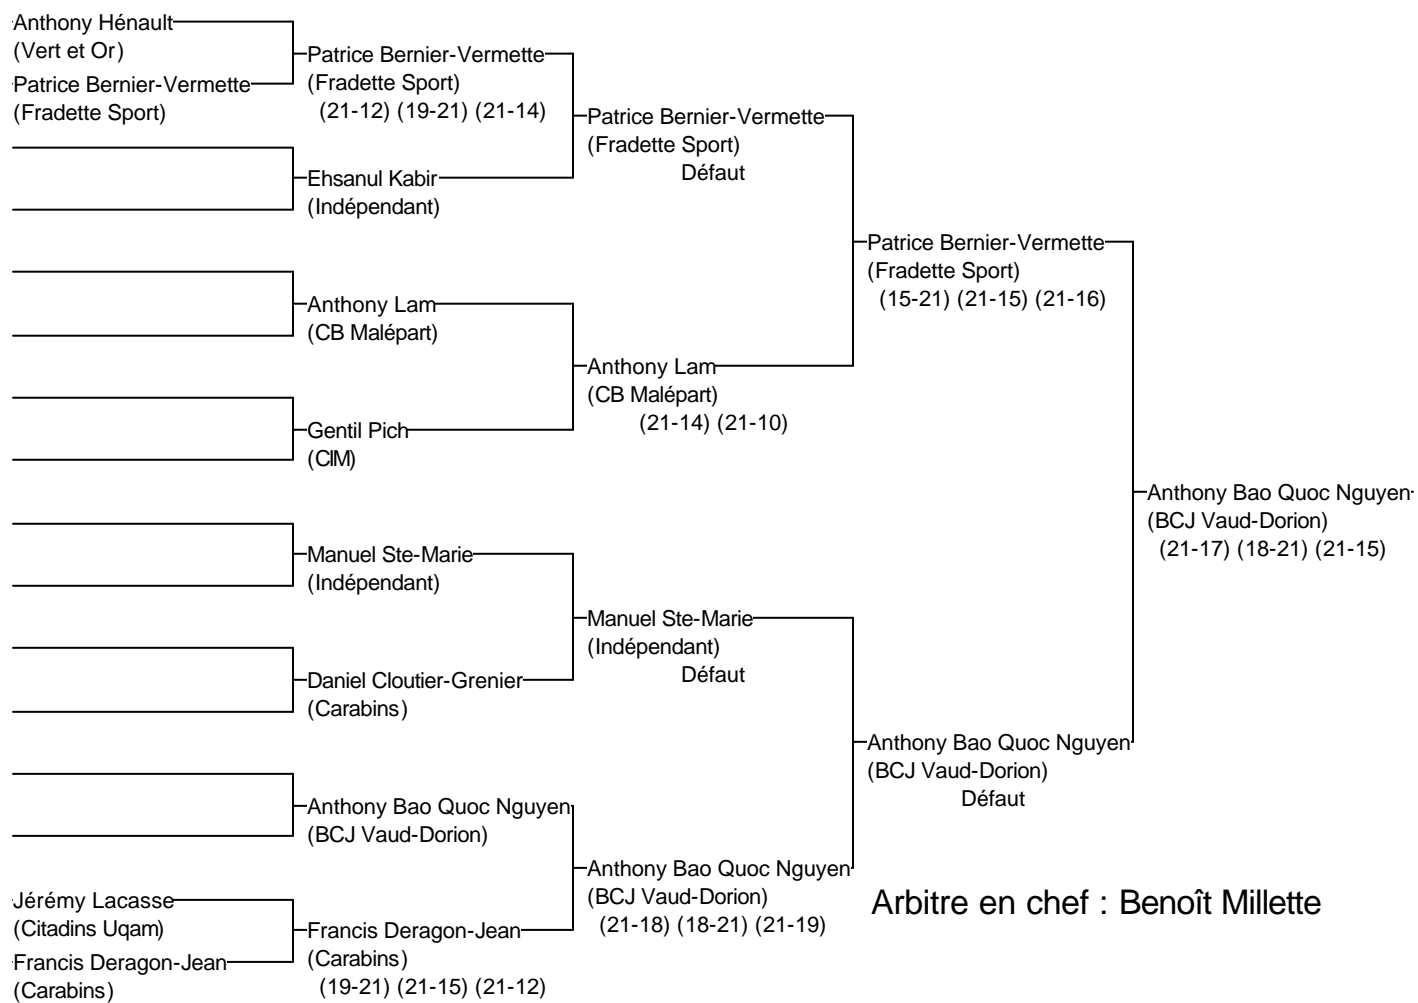 Anthony Hénault
(Vert et Or)
Patrice Bernier-Vermette
(Fradette Sport)
Patrice Bernier-Vermette
(Fradette Sport)
(21-12) (19-21) (21-14)
Ehsanul Kabir
(Indépendant)
Patrice Bernier-Vermette
(Fradette Sport)
Défaut
Anthony Lam
(CB Malépart)
Gentil Pich
(CIM)
Anthony Lam
(CB Malépart)
(21-14) (21-10)
Patrice Bernier-Vermette
(Fradette Sport)
(15-21) (21-15) (21-16)
Manuel Ste-Marie
(Indépendant)
Daniel Cloutier-Grenier
(Carabins)
Manuel Ste-Marie
(Indépendant)
Défaut
Anthony Bao Quoc Nguyen
(BCJ Vaud-Dorion)
Jérémy Lacasse
(Citadins Uqam)
Francis Deragon-Jean
(Carabins)
Francis Deragon-Jean
(Carabins)
(19-21) (21-15) (21-12)
Anthony Bao Quoc Nguyen
(BCJ Vaud-Dorion)
(21-18) (18-21) (21-19)
Anthony Bao Quoc Nguyen
(BCJ Vaud-Dorion)
Défaut
Anthony Bao Quoc Nguyen
(BCJ Vaud-Dorion)
(21-17) (18-21) (21-15)
Arbitre en chef : Benoît Millette